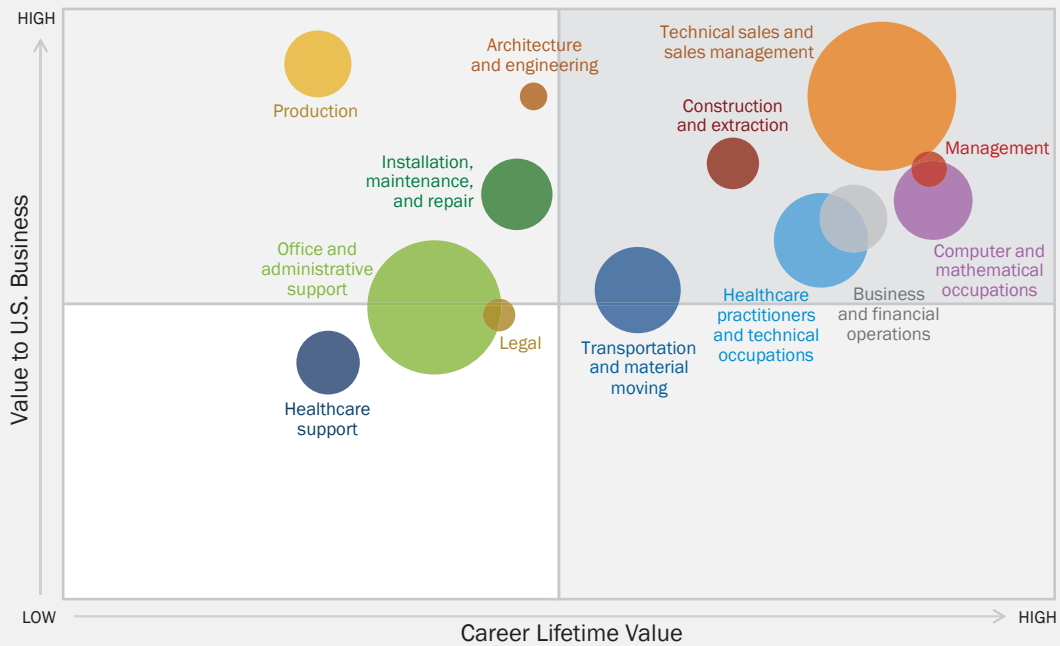 HIGH
Value to U.S. Business
Production
Architecture
and engineering
Technical sales and
sales management
Construction
and extraction
Management
Installation,
maintenance,
and repair
Office and
administrative
support
Computer and
mathematical
occupations
Legal
Healthcare
practitioners
and technical
occupations
Business
and financial
operations
Transportation
and material
moving
Healthcare
support
LOW
Career Lifetime Value
HIGH